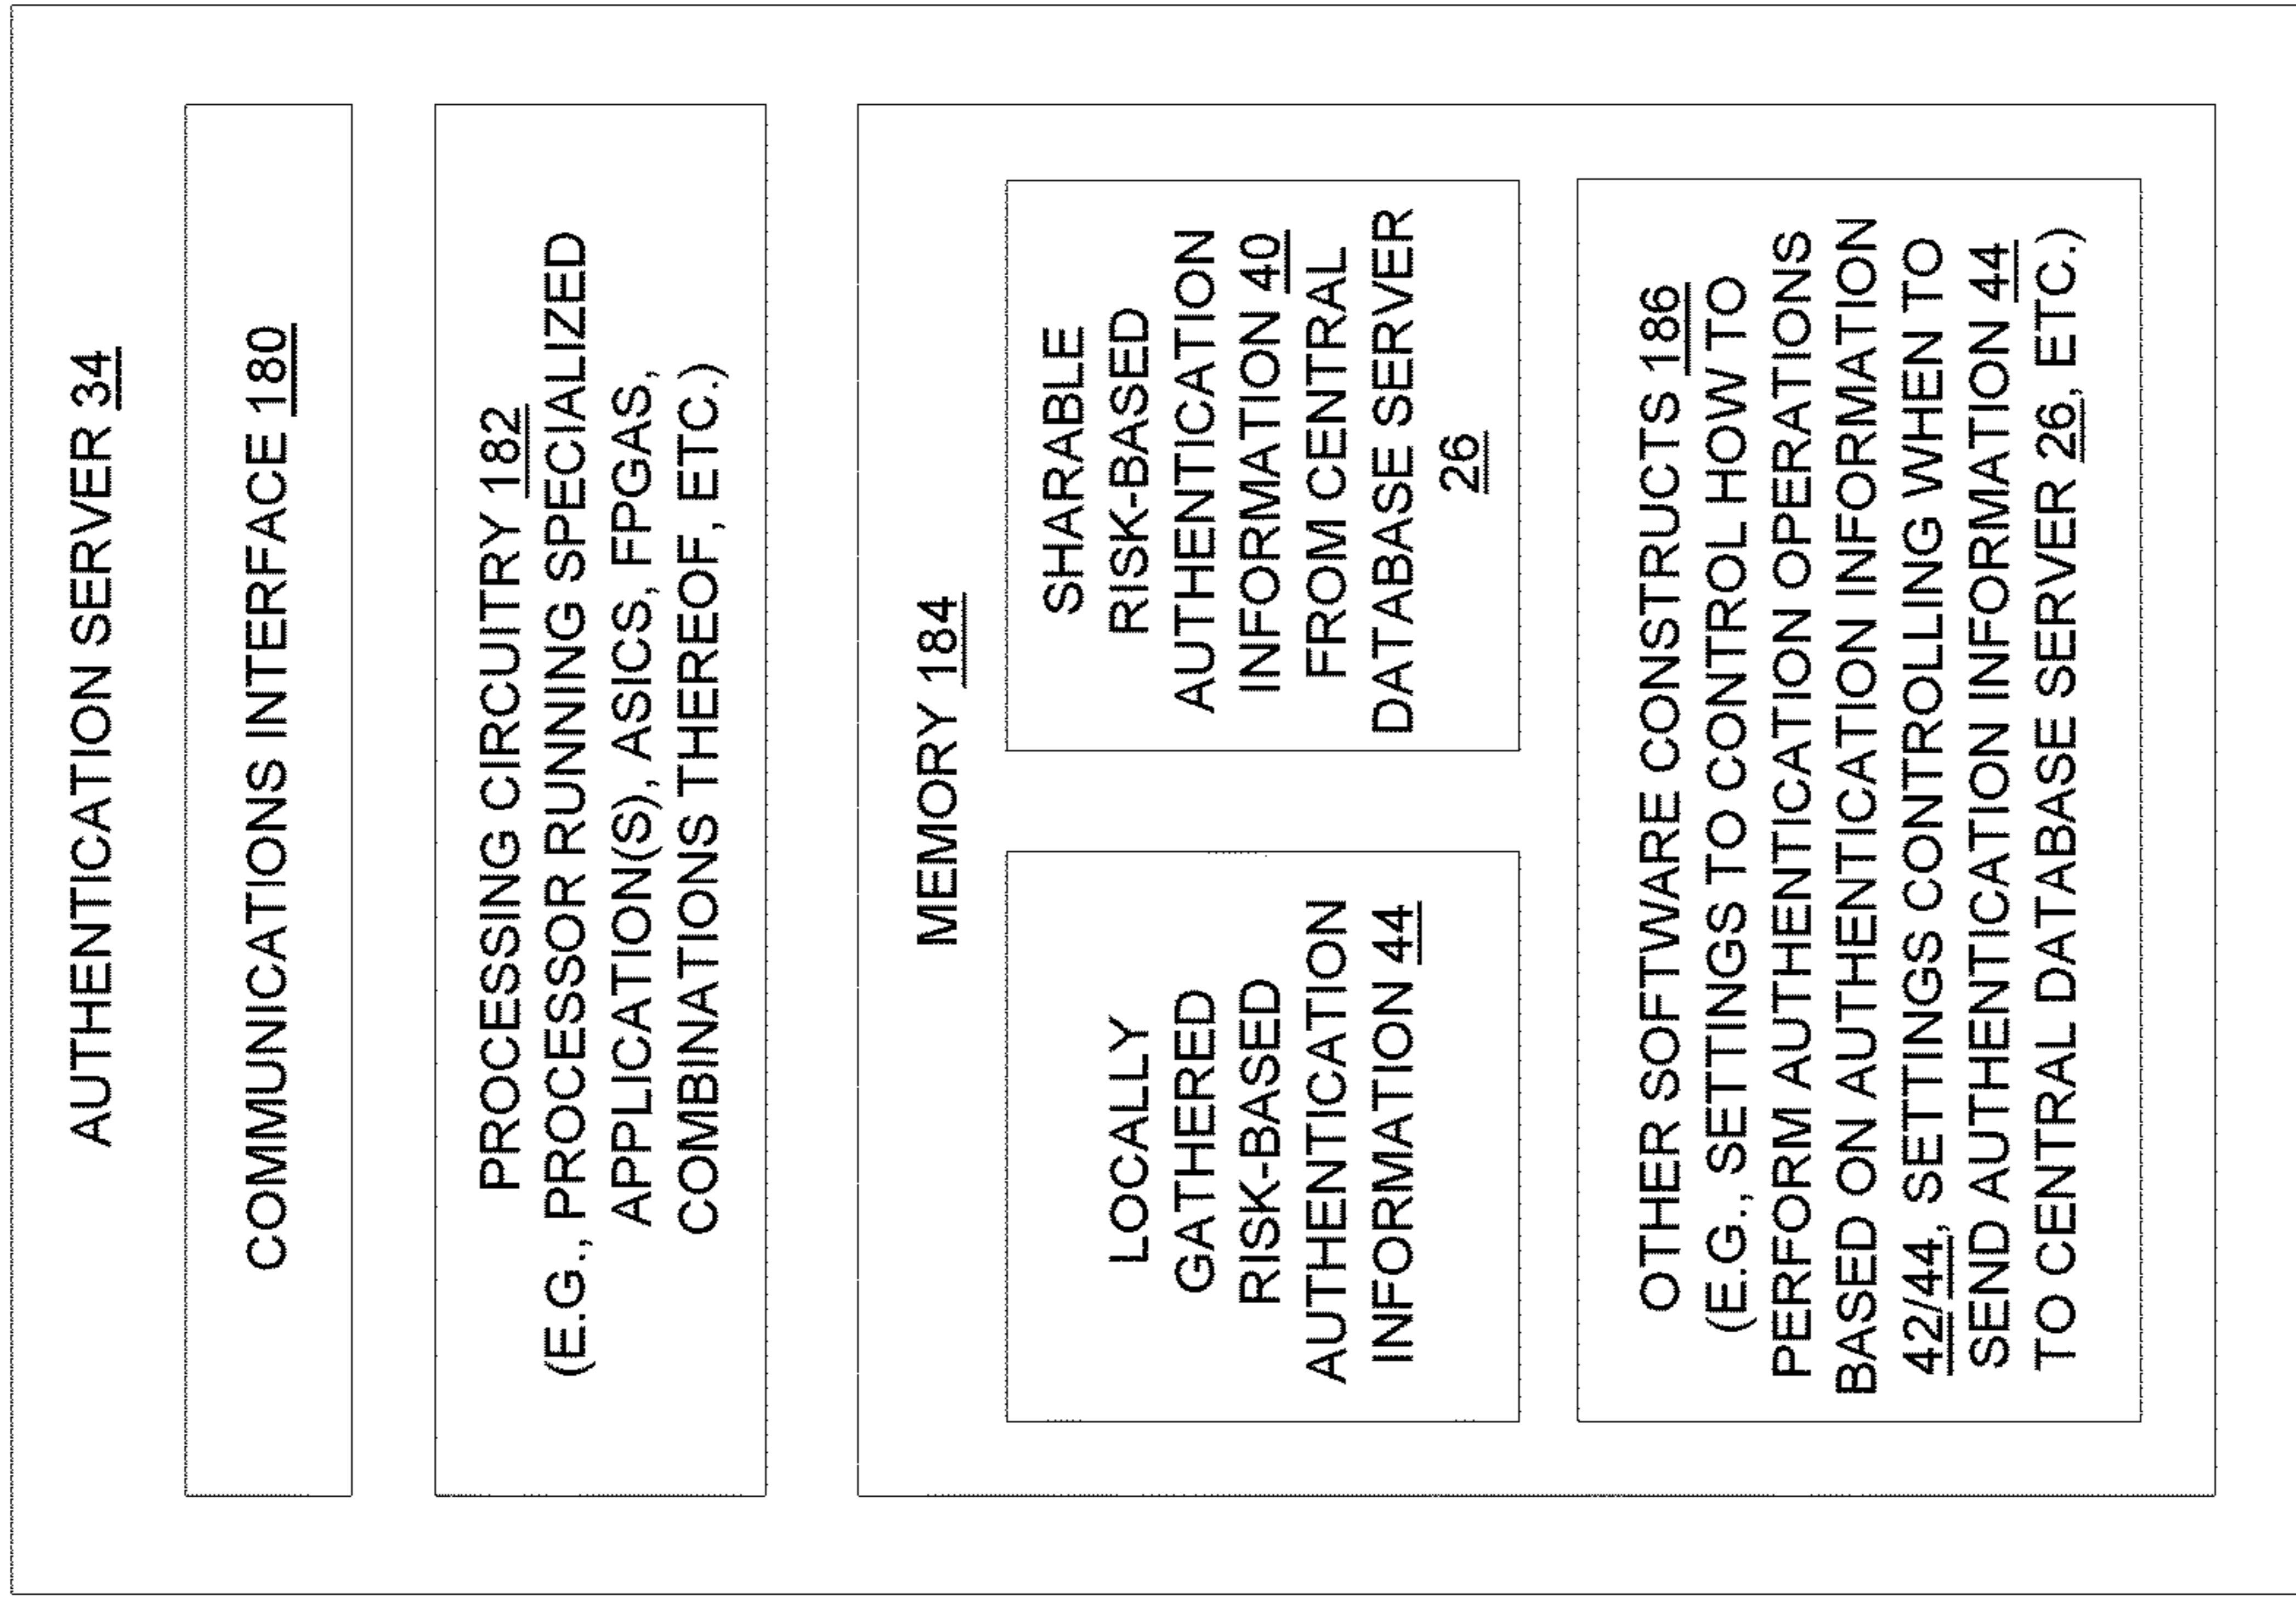 AUTHENTICATION SERVER 34
COMMUNICATIONS INTERFACE 180
PROCESSING CIRCUITRY 182
(E.G., PROCESSOR RUNNING SPECIALIZED
APPLICATION(S), ASICS, FPGAS,
COMBINATIONS THEREOF, ETC.)
MEMORY 184
LOCALLY
GATHERED
RISK-BASED
AUTHENTICATION
INFORMATION 44
SHARABLE
RISK-BASED
AUTHENTICATION
INFORMATION 40
FROM CENTRAL
DATABASE SERVER
26
OTHER SOFTWARE CONSTRUCTS 186
(E.G., SETTINGS TO CONTROL HOW TO
PERFORM AUTHENTICATION OPERATIONS
BASED ON AUTHENTICATION INFORMATION
42/44, SETTINGS CONTROLLING WHEN TO
SEND AUTHENTICATION INFORMATION 44
TO CENTRAL DATABASE SERVER 26, ETC.)